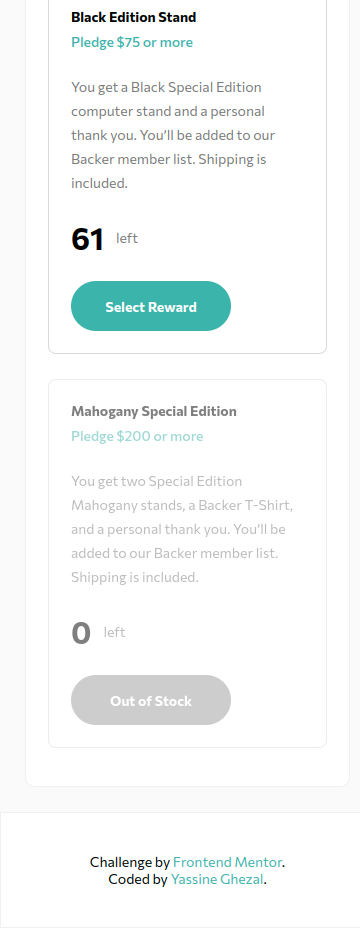 Black Edition Stand
Pledge $75 or more
You get a Black Special Edition
computer stand and a personal
thank you. You’ll be added to our
Backer member list. Shipping is
included.
61 left
Select Reward
Mahogany Special Edition
Pledge $200 or more
You get two Special Edition
Mahogany stands, a Backer T-Shirt,
and a personal thank you. You’ll be
added to our Backer member list.
Shipping is included.
0 left
Out of Stock
Challenge by Frontend Mentor.
Coded by Yassine Ghezal.